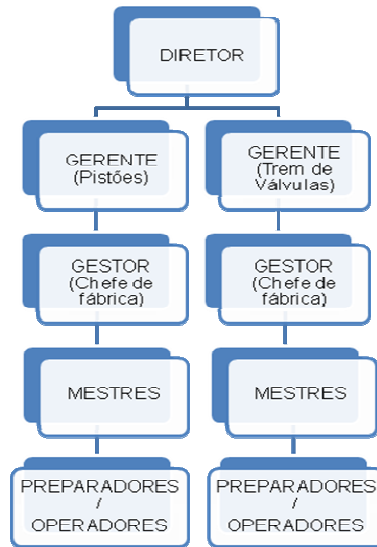 DIRETOR
GERENTE
(Pistões)
GERENTE
(Trem de
Válvulas)
GESTOR
(Chefe de
fábrica)
GESTOR
(Chefe de
fábrica)
MESTRES
MESTRES
PREPARADORES
/
OPERADORES
PREPARADORES
/
OPERADORES